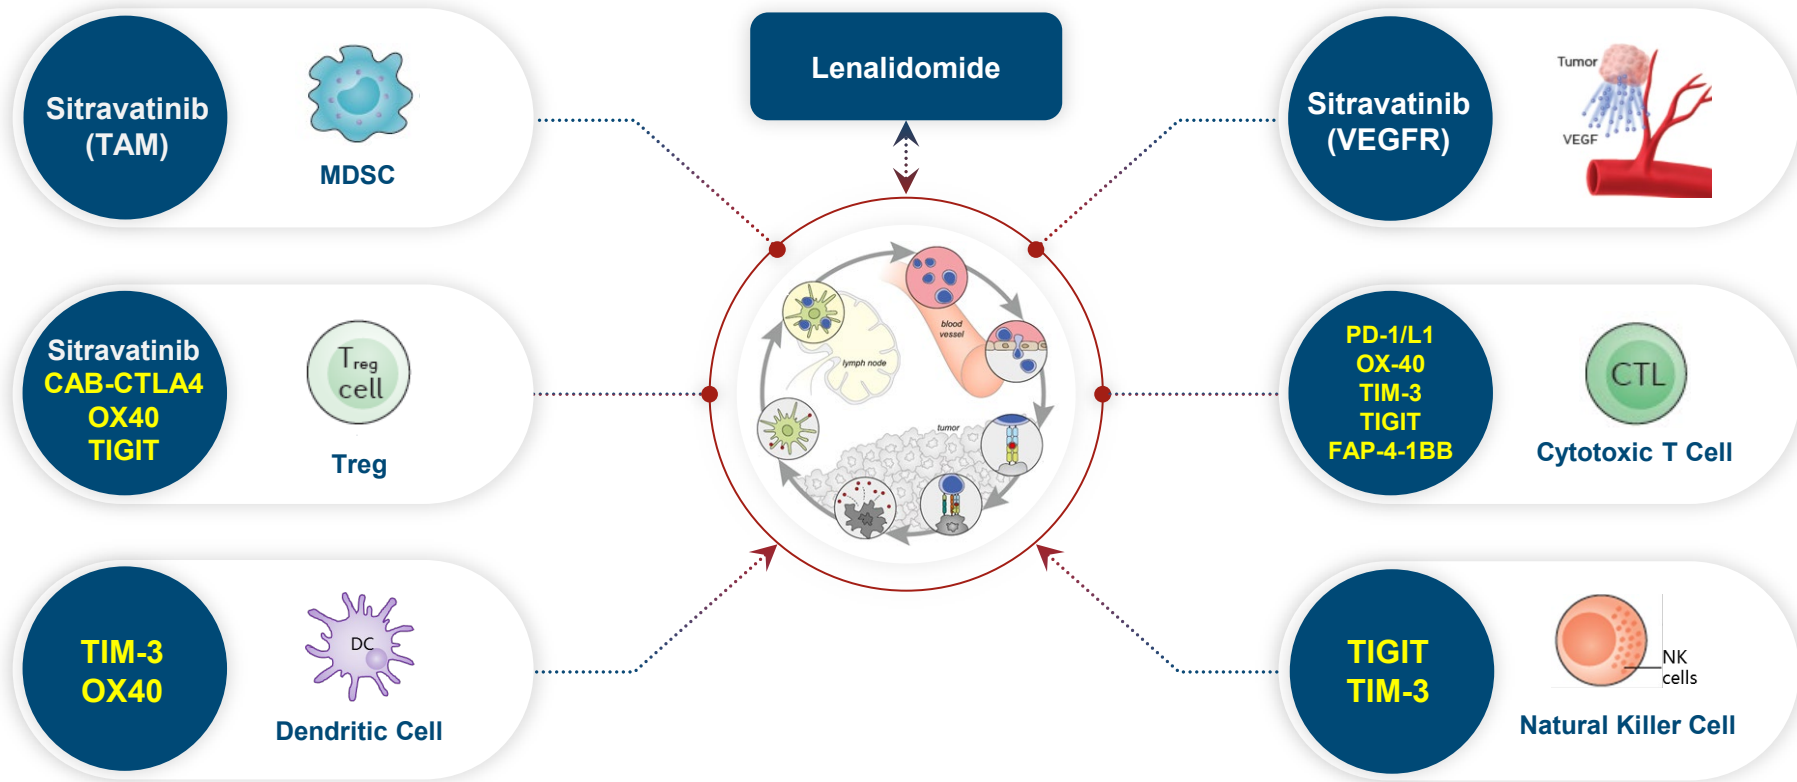 Sitravatinib
(TAM)
MDSC
Lenalidomide
Sitravatinib
(VEGFR)
Tumor
VEGF
Sitravatinib
CAB-CTLA4
OX40
TIGIT
Treg
cell
Treg
lymph node
blood
vessel
tumor
PD-1/L1
OX-40
TIM-3
TIGIT
FAP-4-1BB
CTL
Cytotoxic T Cell
TIM-3
OX40
DC
Dendritic Cell
TIGIT
TIM-3
NK
cells
Natural Killer Cell